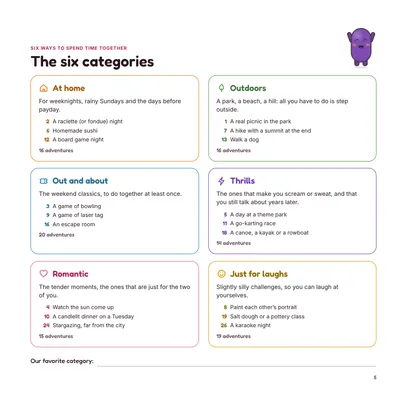 SIX WAYS TO SPEND TIME TOGETHER
The six categories
At home
For weeknights, rainy Sundays and the days before
payday.
2 A raclette (or fondue) night
6 Homemade sushi
12 A board game night
16 adventures
Outdoors
A park, a beach, a hill: all you have to do is step
outside.
1 A real picnic in the park
7 A hike with a summit at the end
13 Walk a dog
16 adventures
Out and about
The weekend classics, to do together at least once.
3 A game of bowling
9 A game of laser tag
16 An escape room
20 adventures
Thrills
The ones that make you scream or sweat, and that
you still talk about years later.
5 A day at a theme park
11 A go-karting race
18 A canoe, a kayak or a rowboat
14 adventures
Romantic
The tender moments, the ones that are just for the two
of you.
4 Watch the sun come up
10 A candlelit dinner on a Tuesday
24 Stargazing, far from the city
15 adventures
Just for laughs
Slightly silly challenges, so you can laugh at
yourselves.
8 Paint each other's portrait
19 Salt dough or a pottery class
26 A karaoke night
19 adventures
Our favorite category:
5